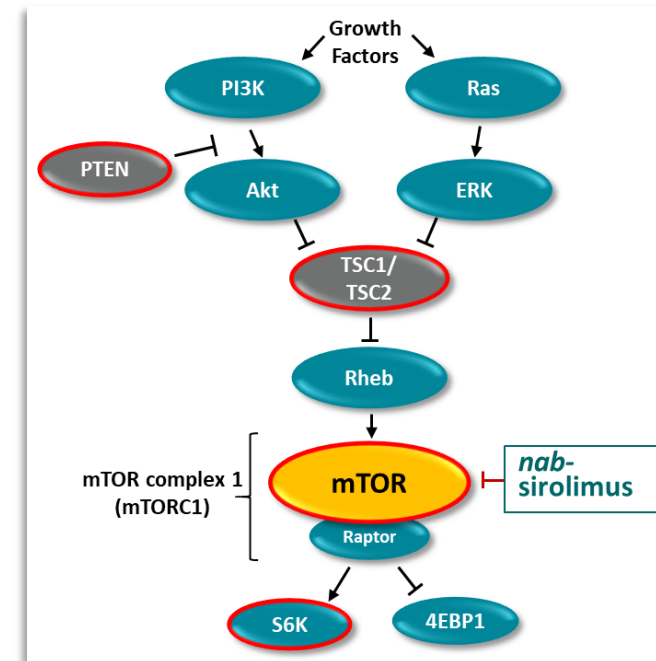 Growth
Factors
PI3K
Ras
PTEN
Akt
ERK
TSC1/
TSC2
Rheb
mTOR complex 1
(mTORC1)
mTOR
nab-
sirolimus
Raptor
S6K
4EBP1